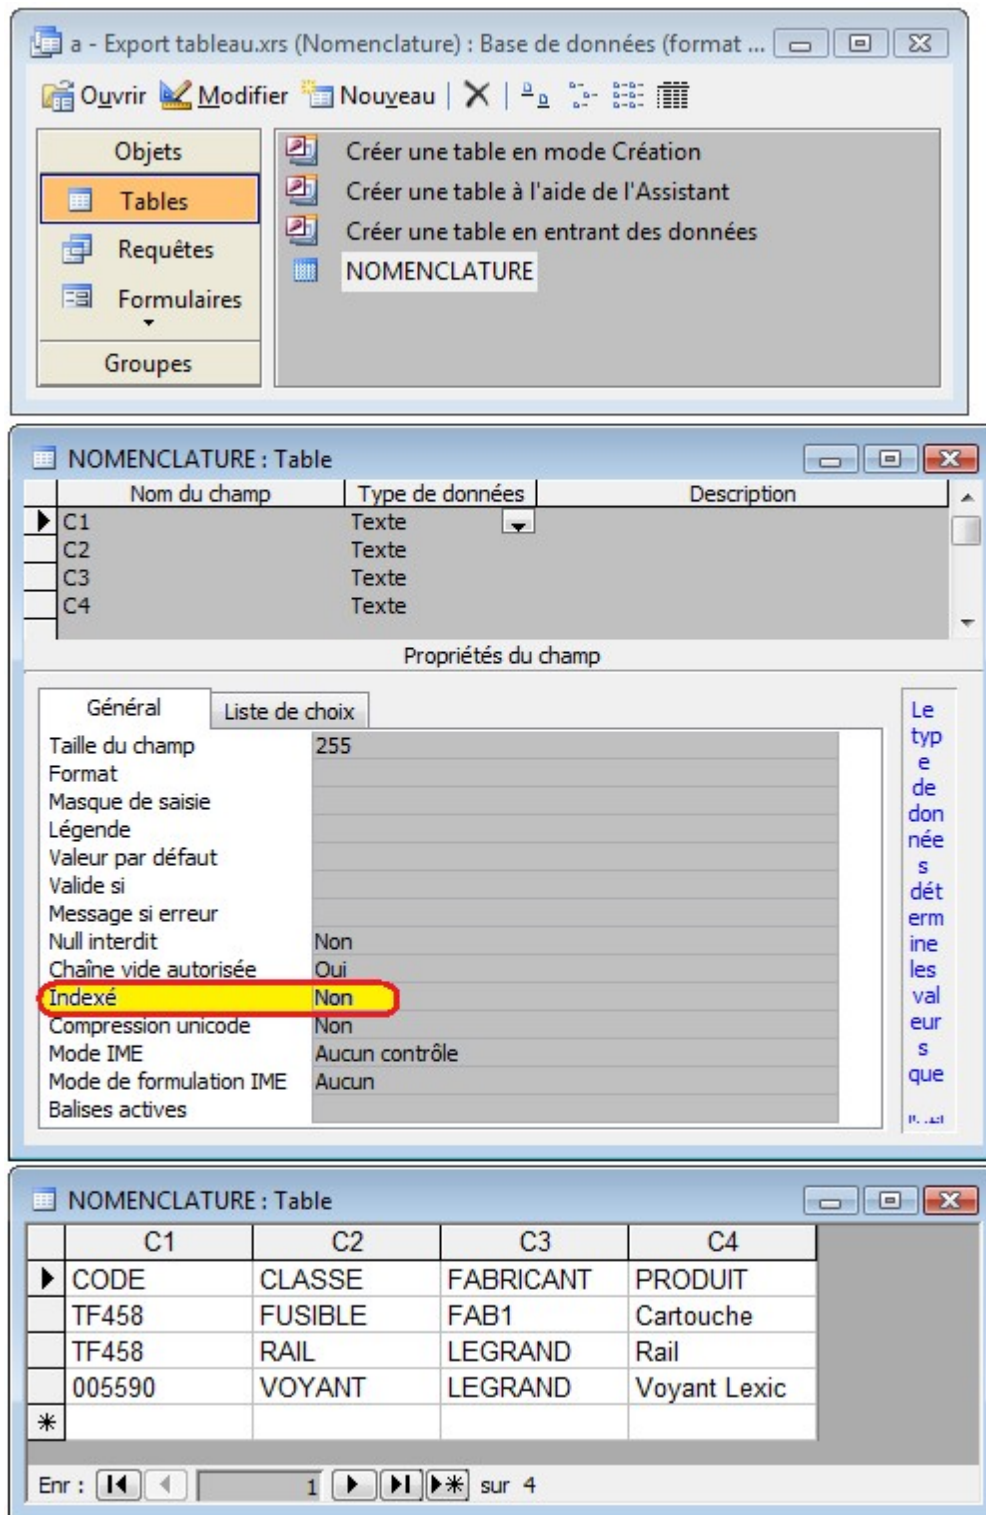 a - Export tableau.xrs (Nomenclature) : Base de données (format ...
Ouvrir Modifier Nouveau
Objets
Tables
Requêtes
Formulaires
Groupes
Créer une table en mode Création
Créer une table à l'aide de l'Assistant
Créer une table en entrant des données
NOMENCLATURE
NOMENCLATURE : Table
Nom du champ Type de données Description
C1 Texte
C2 Texte
C3 Texte
C4 Texte
Propriétés du champ
Général Liste de choix
Taille du champ 255
Format
Masque de saisie
Légende
Valeur par défaut
Valide si
Message si erreur
Null interdit Non
Chaîne vide autorisée Oui
Indexé Non
Compression unicode Non
Mode IME Aucun contrôle
Mode de formulation IME Aucun
Balises actives
Le
typ
e
de
don
née
s
dét
erm
ine
les
val
eur
s
que
NOMENCLATURE : Table
C1 C2 C3 C4
CODE CLASSE FABRICANT PRODUIT
TF458 FUSIBLE FAB1 Cartouche
TF458 RAIL LEGRAND Rail
005590 VOYANT LEGRAND Voyant Lexic
Enr : 1 sur 4